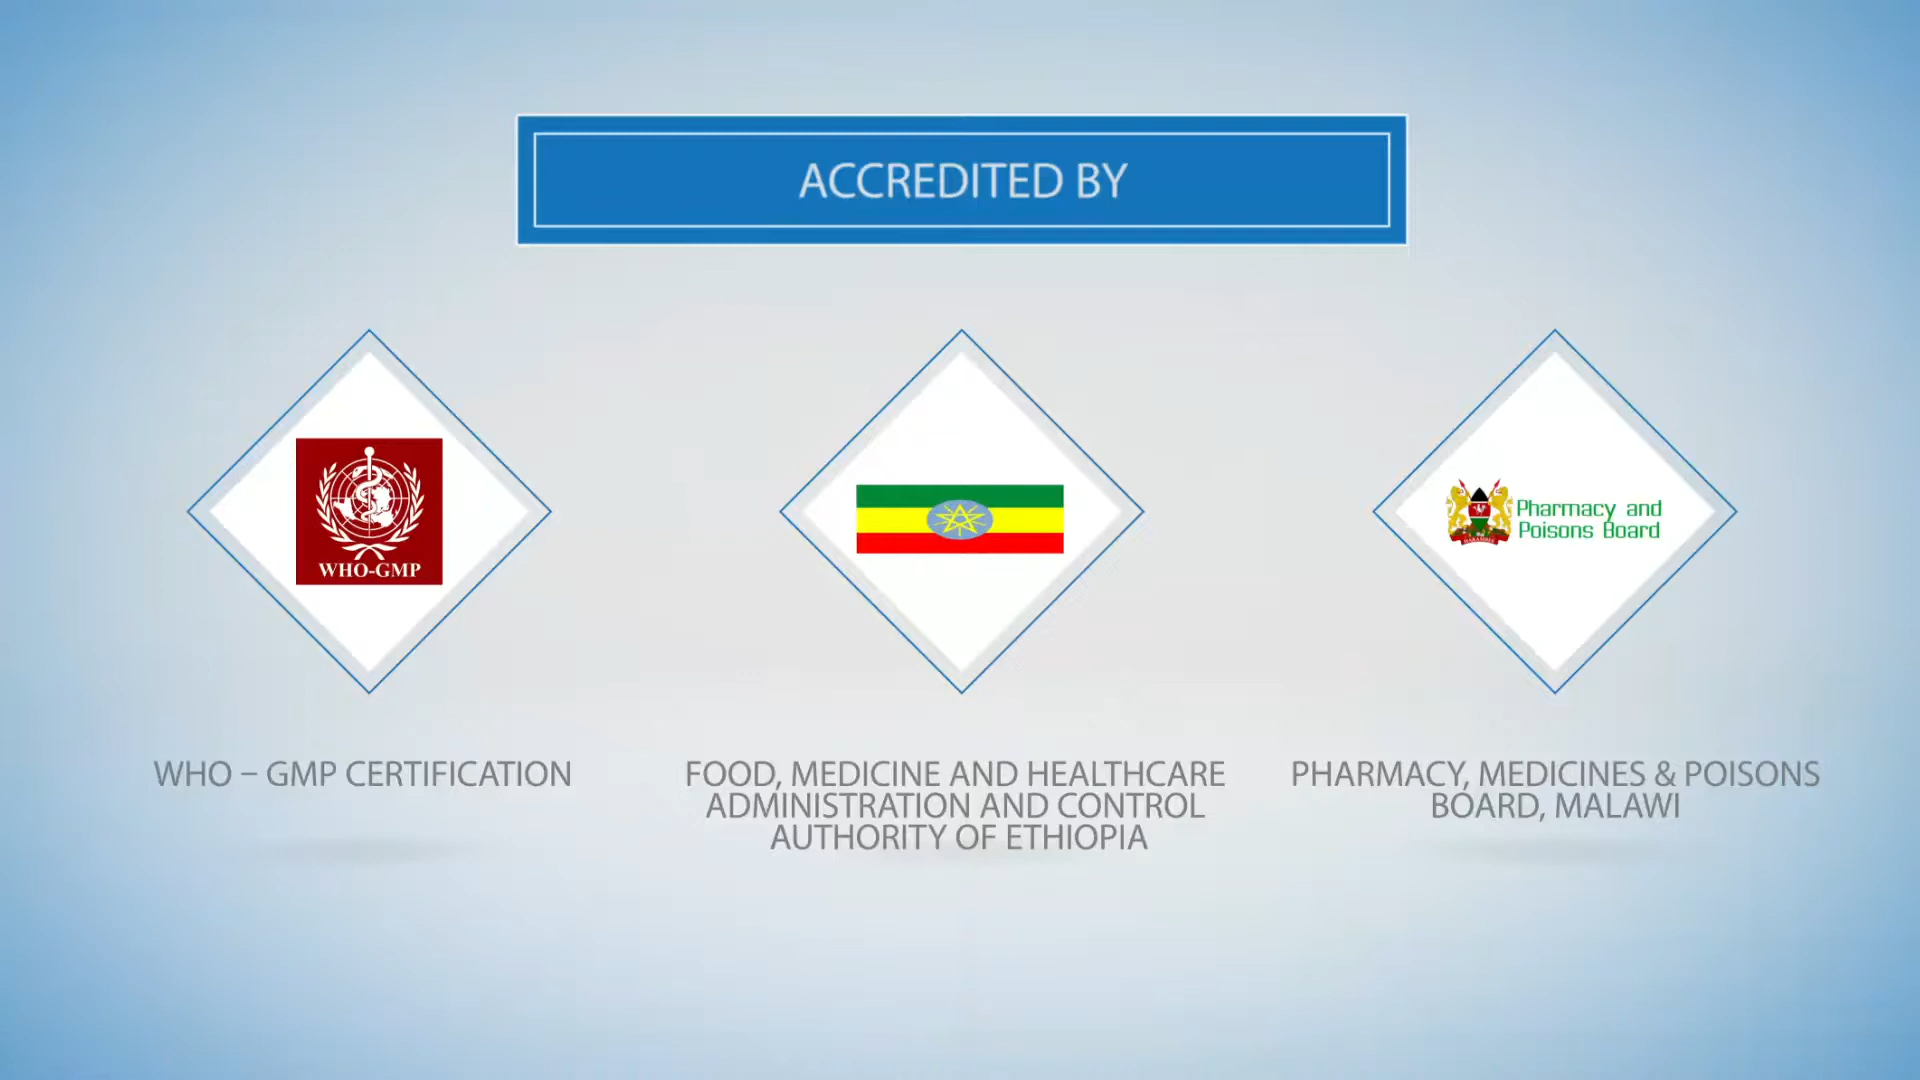 ACCREDITED BY
WHO-GMP
Pharmacy and
Poisons Board
HARAMBEE
WHO – GMP CERTIFICATION
FOOD, MEDICINE AND HEALTHCARE
ADMINISTRATION AND CONTROL
AUTHORITY OF ETHIOPIA
PHARMACY, MEDICINES & POISONS
BOARD, MALAWI